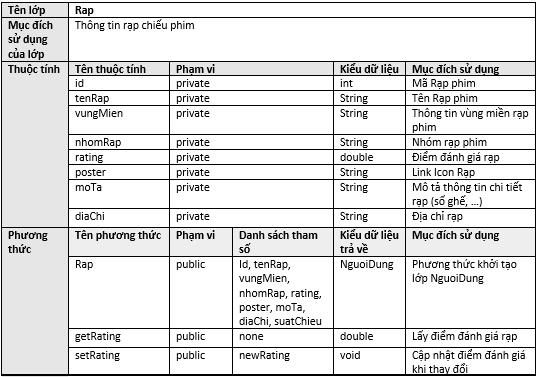 Tên lớp Rap
Mục đích sử dụng của lớp Thông tin rạp chiếu phim
Thuộc tính Tên thuộc tính Phạm vi Kiểu dữ liệu Mục đích sử dụng
id private int Mã Rạp phim
tenRap private String Tên Rạp phim
vungMien private String Thông tin vùng miền rạp phim
nhomRap private String Nhóm rạp phim
rating private double Điểm đánh giá rạp
poster private String Link Icon Rạp
moTa private String Mô tả thông tin chi tiết rạp (số ghế, ...)
diaChi private String Địa chỉ rạp
Phương thức Tên phương thức Phạm vi Danh sách tham số Kiểu dữ liệu trả về Mục đích sử dụng
Rap public Id, tenRap, vungMien, nhomRap, rating, poster, moTa, diaChi, suatChieu NguoiDung Phương thức khởi tạo lớp NguoiDung
getRating public none double Lấy điểm đánh giá rạp
setRating public newRating void Cập nhật điểm đánh giá khi thay đổi